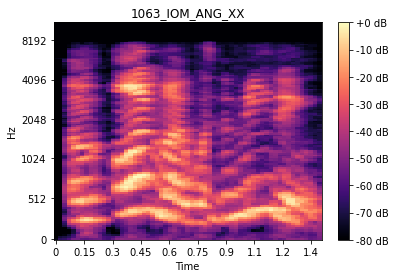 1063_IOM_ANG_XX
8192
4096
2048
1024
512
0
Hz
0 0.15 0.3 0.45 0.6 0.75 0.9 1.1 1.2 1.4
Time
+0 dB
-10 dB
-20 dB
-30 dB
-40 dB
-50 dB
-60 dB
-70 dB
-80 dB